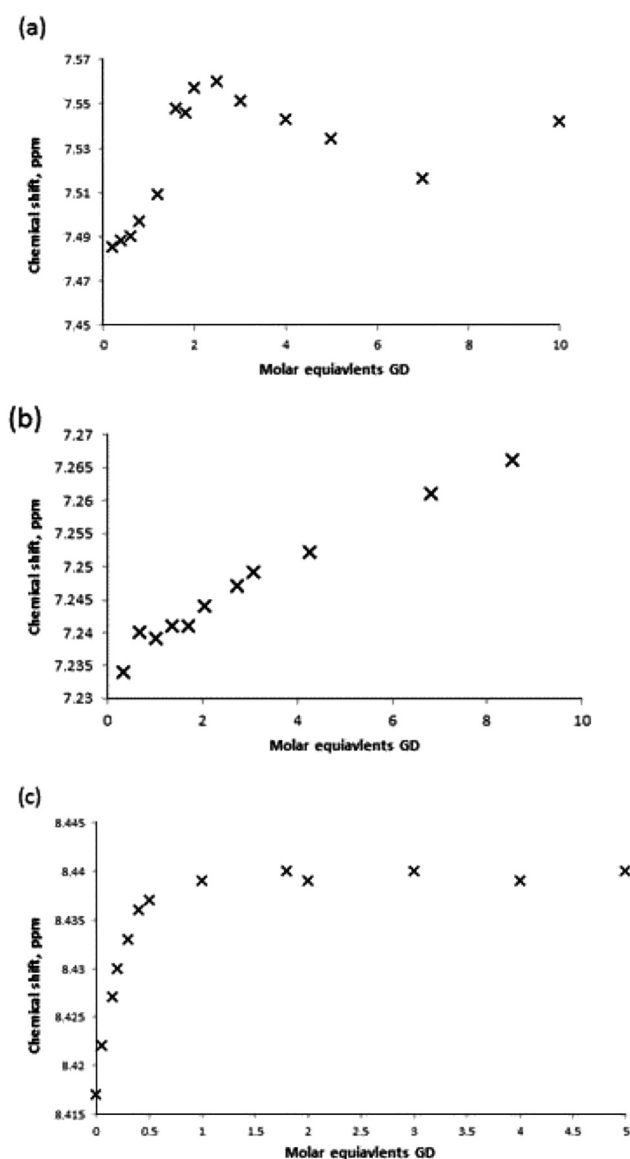 (a)
7.57
7.55
7.53
7.51
7.49
7.47
7.45
Chemical shift, ppm
0 2 4 6 8 10
Molar equiavlents GD
(b)
7.27
7.265
7.26
7.255
7.25
7.245
7.24
7.235
7.23
Chemical shift, ppm
0 2 4 6 8 10
Molar equiavlents GD
(c)
8.445
8.44
8.435
8.43
8.425
8.42
8.415
Chemical shift, ppm
0 0.5 1 1.5 2 2.5 3 3.5 4 4.5 5
Molar equiavlents GD